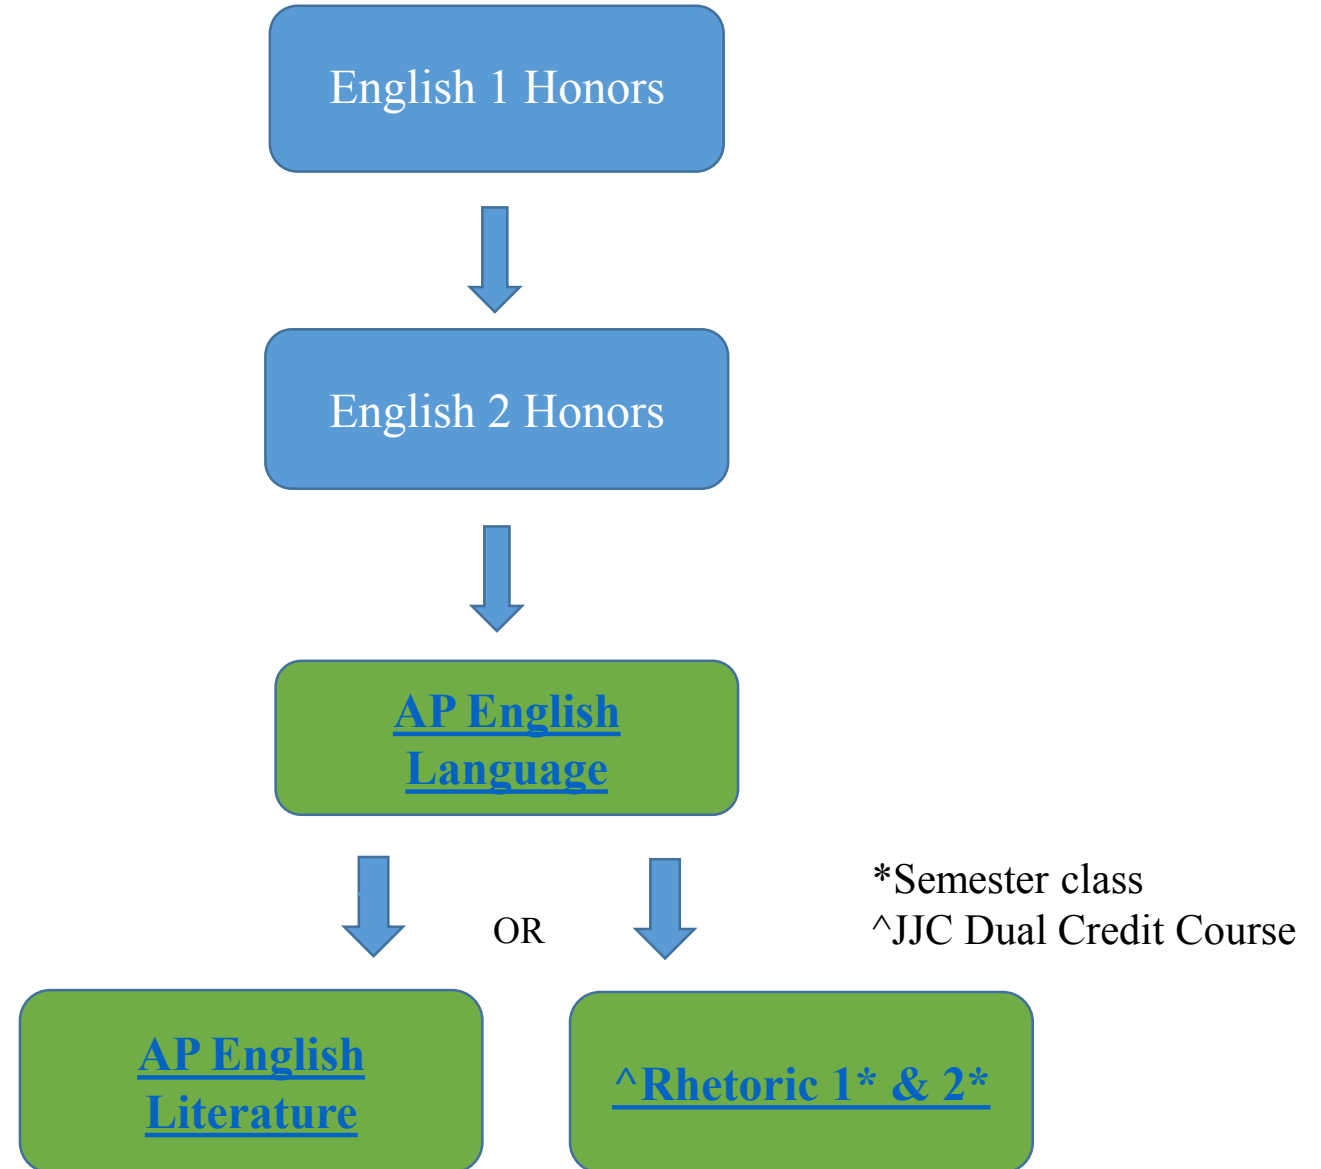 English 1 Honors
English 2 Honors
AP English
Language
OR
*Semester class
^JJC Dual Credit Course
AP English
Literature
^Rhetoric 1* & 2*